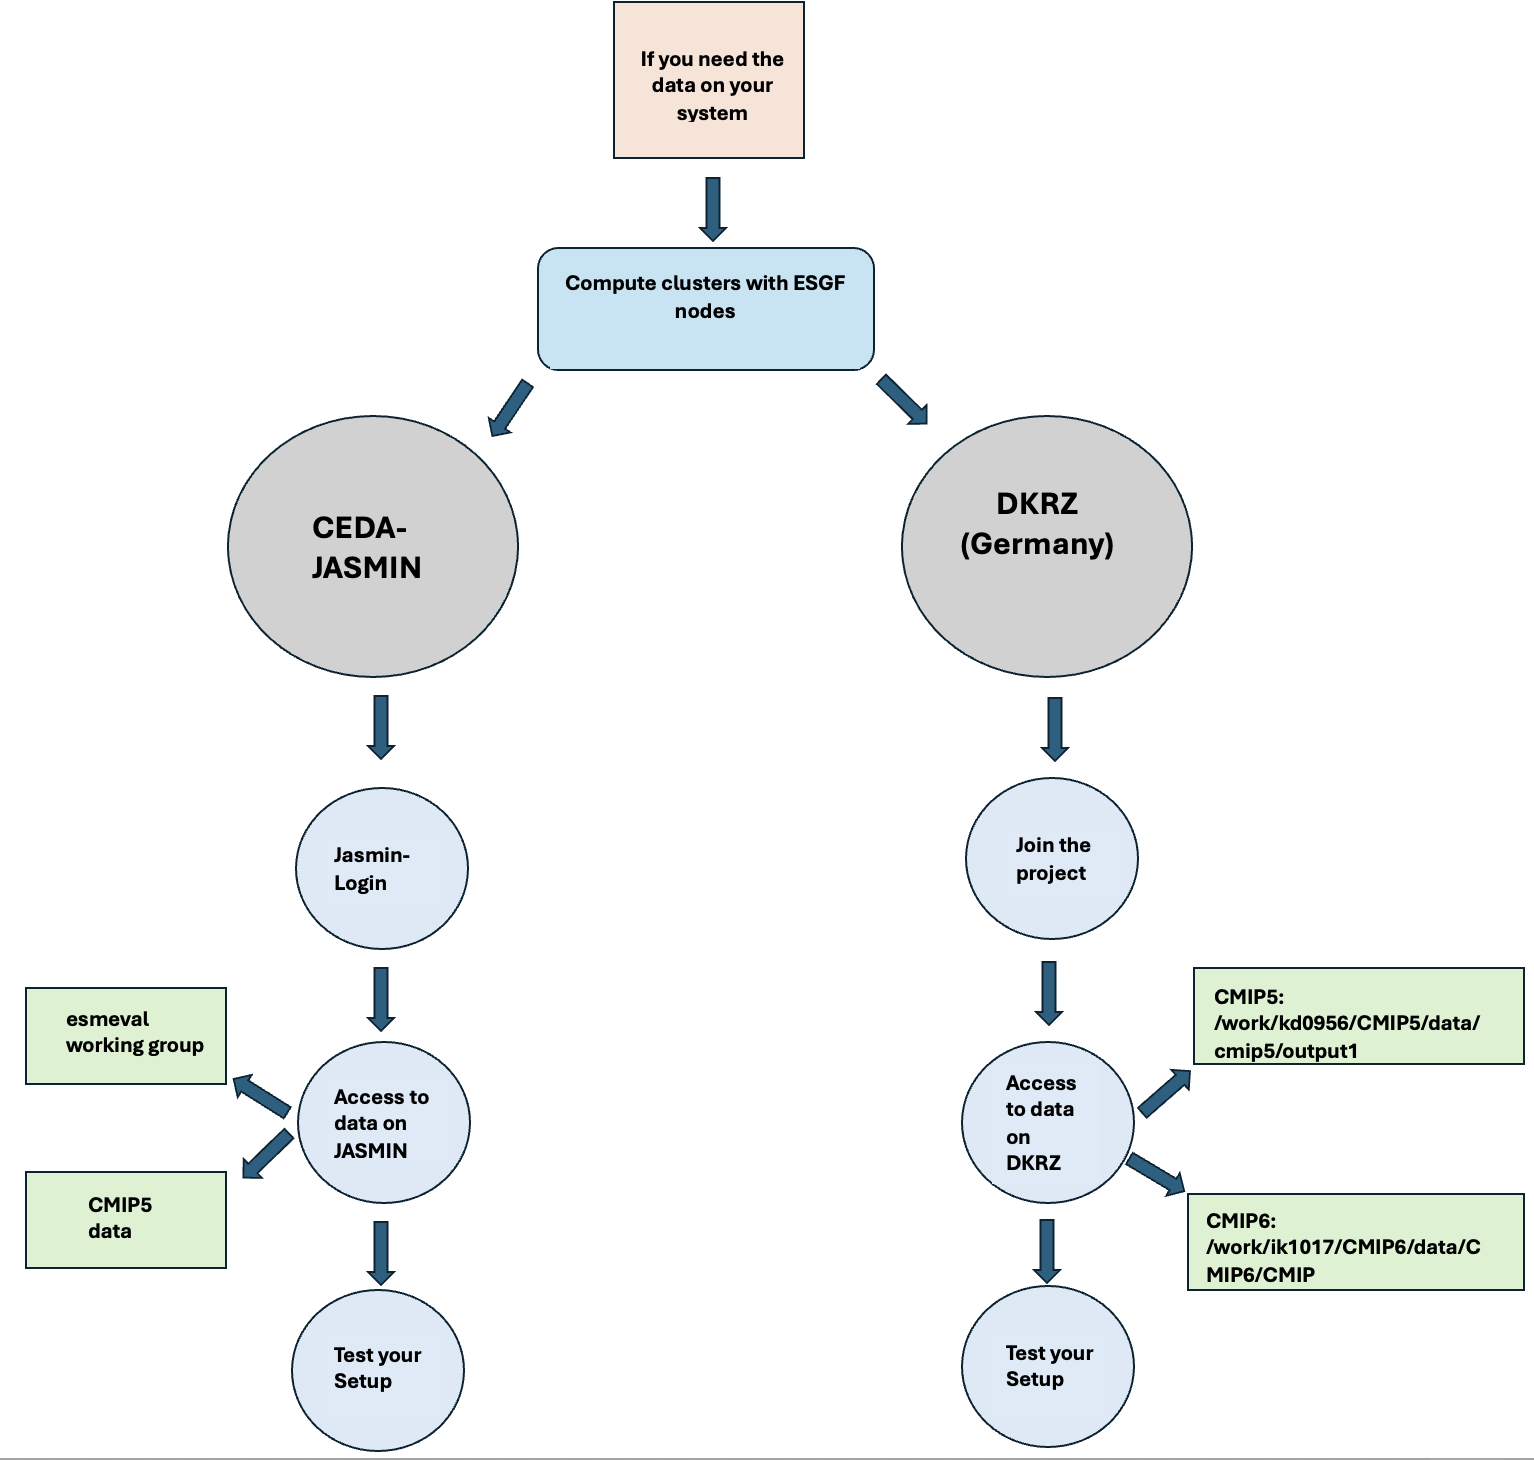 If you need the
data on your
system
Compute clusters with ESGF
nodes
CEDA-
JASMIN
DKRZ
(Germany)
Jasmin-
Login
Join the
project
esmeval
working group
Access to
data on
JASMIN
CMIP5
data
Access
to data
on
DKRZ
CMIP5:
/work/kd0956/CMIP5/data/
cmip5/output1
CMIP6:
/work/ik1017/CMIP6/data/C
MIP6/CMIP
Test your
Setup
Test your
Setup